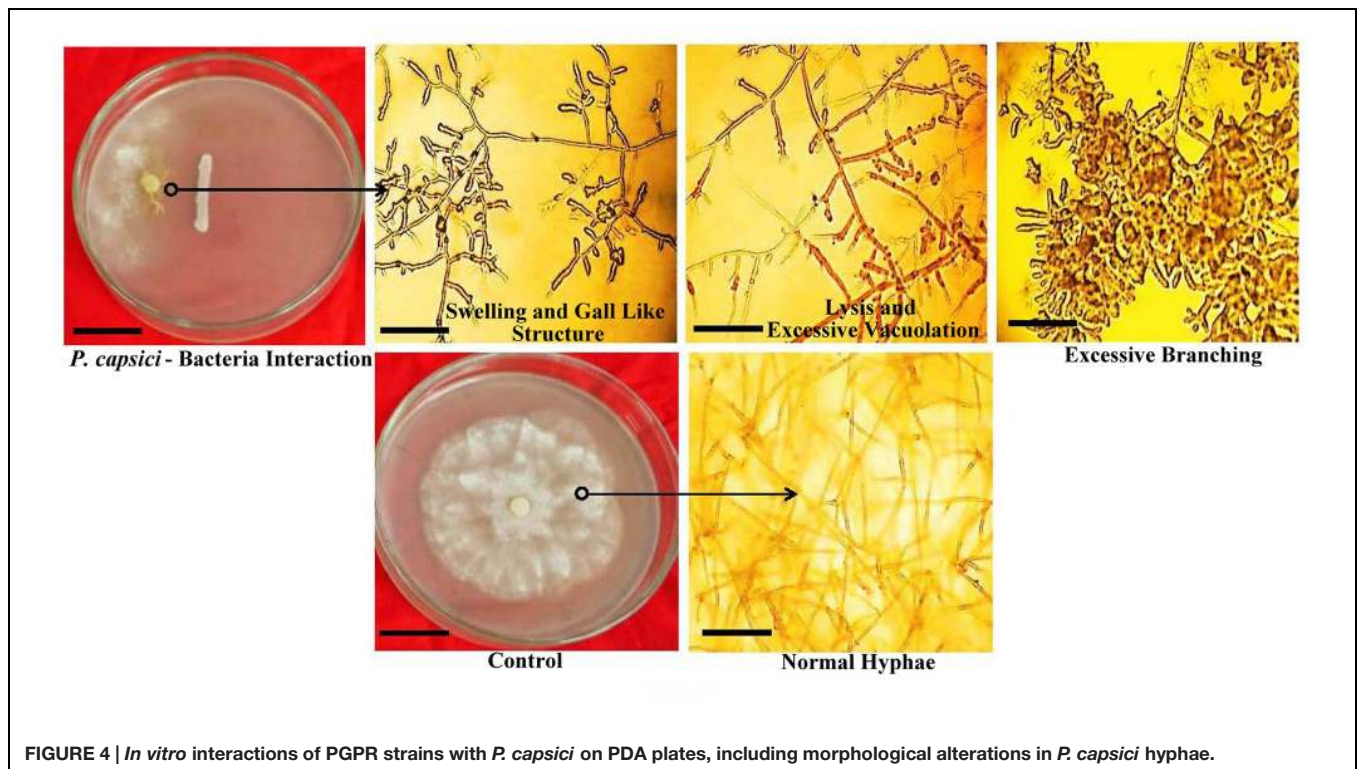 Swelling and Gall Like
Structure
Lysis and
Excessive Vacuolation
P. capsici - Bacteria Interaction
Excessive Branching
Control
Normal Hyphae
FIGURE 4 | In vitro interactions of PGPR strains with P. capsici on PDA plates, including morphological alterations in P. capsici hyphae.